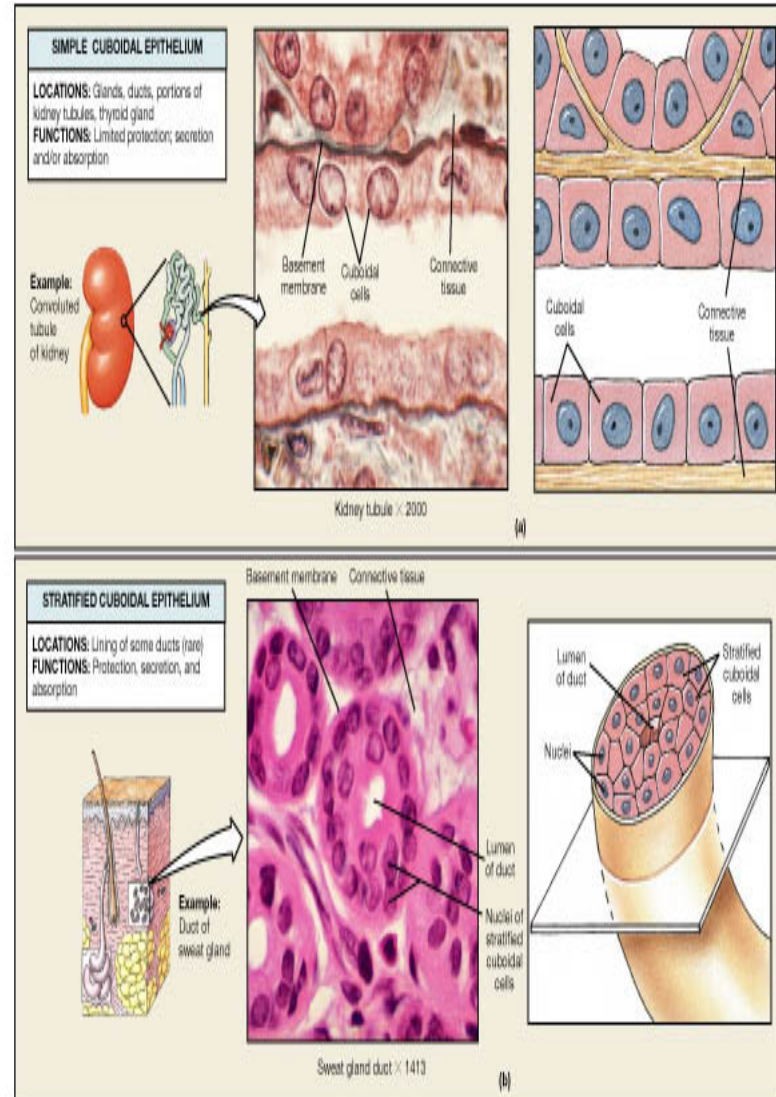 SIMPLE CUBOIDAL EPITHELIUM
LOCATIONS: Glands, ducts, portions of
kidney tubules, thyroid gland
FUNCTIONS: Limited protection; secretion
and/or absorption
Example:
Convoluted
tubule
of kidney
Basement
membrane
Cuboidal
cells
Connective
tissue
Kidney tubule × 2000
Cuboidal
cells
Connective
tissue
(a)
STRATIFIED CUBOIDAL EPITHELIUM
LOCATIONS: Lining of some ducts (rare)
FUNCTIONS: Protection, secretion, and
absorption
Example:
Duct of
sweat gland
Basement membrane
Connective tissue
Lumen
of duct
Nuclei of
stratified
cuboidal
cells
Sweat gland duct × 1413
Lumen
of duct
Stratified
cuboidal
cells
Nuclei
(b)